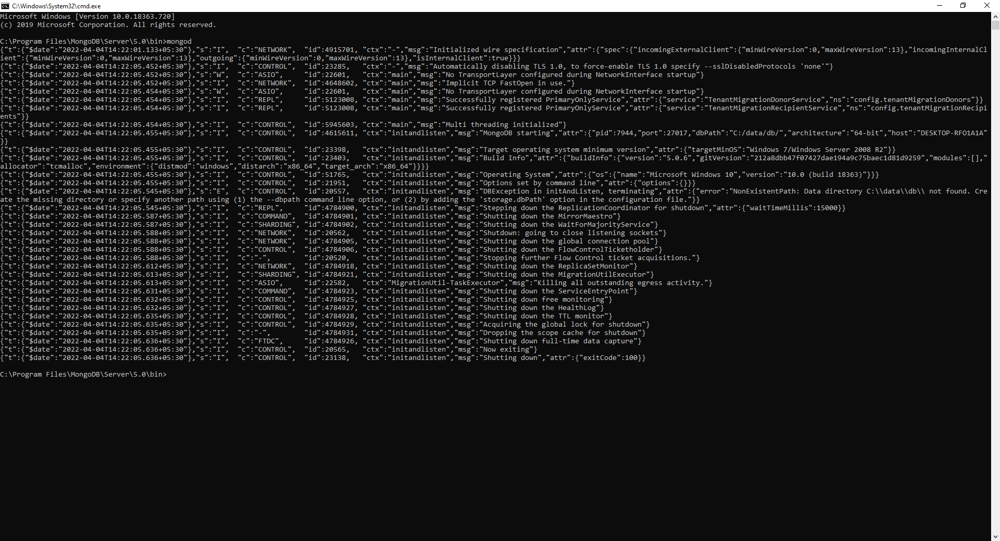 C:\Windows\System32\cmd.exe
Microsoft Windows [Version 10.0.18363.720]
(c) 2019 Microsoft Corporation. All rights reserved.
C:\Program Files\MongoDB\Server\5.0\bin>mongod
{"t":{"$date":"2022-04-04T14:22:01.133+05:30"},"s":"I",  "c":"NETWORK",  "id":4915701, "ctx":"-","msg":"Initialized wire specification","attr":{"spec":{"incomingExternalClient":{"minWireVersion":0,"maxWireVersion":13},"incomingInternalCl
ient":{"minWireVersion":0,"maxWireVersion":13},"outgoing":{"minWireVersion":0,"maxWireVersion":13},"isInternalClient":true}}}
{"t":{"$date":"2022-04-04T14:22:05.452+05:30"},"s":"I",  "c":"CONTROL",  "id":23285,   "ctx":"-","msg":"Automatically disabling TLS 1.0, to force-enable TLS 1.0 specify --sslDisabledProtocols 'none'"}
{"t":{"$date":"2022-04-04T14:22:05.452+05:30"},"s":"W",  "c":"ASIO",     "id":22601,   "ctx":"main","msg":"No TransportLayer configured during NetworkInterface startup"}
{"t":{"$date":"2022-04-04T14:22:05.452+05:30"},"s":"I",  "c":"NETWORK",  "id":4648602, "ctx":"main","msg":"Implicit TCP FastOpen in use."}
{"t":{"$date":"2022-04-04T14:22:05.454+05:30"},"s":"W",  "c":"ASIO",     "id":22601,   "ctx":"main","msg":"No TransportLayer configured during NetworkInterface startup"}
{"t":{"$date":"2022-04-04T14:22:05.454+05:30"},"s":"I",  "c":"REPL",     "id":5123008, "ctx":"main","msg":"Successfully registered PrimaryOnlyService","attr":{"service":"TenantMigrationDonorService","ns":"config.tenantMigrationDonors"}}
{"t":{"$date":"2022-04-04T14:22:05.454+05:30"},"s":"I",  "c":"REPL",     "id":5123008, "ctx":"main","msg":"Successfully registered PrimaryOnlyService","attr":{"service":"TenantMigrationRecipientService","ns":"config.tenantMigrationRecipi
ents"}}
{"t":{"$date":"2022-04-04T14:22:05.454+05:30"},"s":"I",  "c":"CONTROL",  "id":5945603, "ctx":"main","msg":"Multi threading initialized"}
{"t":{"$date":"2022-04-04T14:22:05.455+05:30"},"s":"I",  "c":"CONTROL",  "id":4615611, "ctx":"initandlisten","msg":"MongoDB starting","attr":{"pid":7944,"port":27017,"dbPath":"C:/data/db/","architecture":"64-bit","host":"DESKTOP-RFO1A1A"
}}
{"t":{"$date":"2022-04-04T14:22:05.455+05:30"},"s":"I",  "c":"CONTROL",  "id":23398,   "ctx":"initandlisten","msg":"Target operating system minimum version","attr":{"targetMinOS":"Windows 7/Windows Server 2008 R2"}}
{"t":{"$date":"2022-04-04T14:22:05.455+05:30"},"s":"I",  "c":"CONTROL",  "id":23403,   "ctx":"initandlisten","msg":"Build Info","attr":{"buildInfo":{"version":"5.0.6","gitVersion":"212a8dbb47f07427dae194a9c75baec1d81d9259","modules":[],"
allocator":"tcmalloc","environment":{"distmod":"windows","distarch":"x86_64","target_arch":"x86_64"}}}}
{"t":{"$date":"2022-04-04T14:22:05.455+05:30"},"s":"I",  "c":"CONTROL",  "id":51765,   "ctx":"initandlisten","msg":"Operating System","attr":{"os":{"name":"Microsoft Windows 10","version":"10.0 (build 18363)"}}}
{"t":{"$date":"2022-04-04T14:22:05.455+05:30"},"s":"I",  "c":"CONTROL",  "id":21951,   "ctx":"initandlisten","msg":"Options set by command line","attr":{"options":{}}}
{"t":{"$date":"2022-04-04T14:22:05.545+05:30"},"s":"E",  "c":"CONTROL",  "id":20557,   "ctx":"initandlisten","msg":"DBException in initAndListen, terminating","attr":{"error":"NonExistentPath: Data directory C:\\data\\db\\ not found. Cre
ate the missing directory or specify another path using (1) the --dbpath command line option, or (2) by adding the 'storage.dbPath' option in the configuration file."}}
{"t":{"$date":"2022-04-04T14:22:05.545+05:30"},"s":"I",  "c":"REPL",     "id":4784900, "ctx":"initandlisten","msg":"Stepping down the ReplicationCoordinator for shutdown","attr":{"waitTimeMillis":15000}}
{"t":{"$date":"2022-04-04T14:22:05.587+05:30"},"s":"I",  "c":"COMMAND",  "id":4784901, "ctx":"initandlisten","msg":"Shutting down the MirrorMaestro"}
{"t":{"$date":"2022-04-04T14:22:05.587+05:30"},"s":"I",  "c":"SHARDING", "id":4784902, "ctx":"initandlisten","msg":"Shutting down the WaitForMajorityService"}
{"t":{"$date":"2022-04-04T14:22:05.588+05:30"},"s":"I",  "c":"NETWORK",  "id":20562,   "ctx":"initandlisten","msg":"Shutdown: going to close listening sockets"}
{"t":{"$date":"2022-04-04T14:22:05.588+05:30"},"s":"I",  "c":"NETWORK",  "id":4784905, "ctx":"initandlisten","msg":"Shutting down the global connection pool"}
{"t":{"$date":"2022-04-04T14:22:05.588+05:30"},"s":"I",  "c":"CONTROL",  "id":4784906, "ctx":"initandlisten","msg":"Shutting down the FlowControlTicketholder"}
{"t":{"$date":"2022-04-04T14:22:05.588+05:30"},"s":"I",  "c":"-",        "id":20520,   "ctx":"initandlisten","msg":"Stopping further Flow Control ticket acquisitions."}
{"t":{"$date":"2022-04-04T14:22:05.612+05:30"},"s":"I",  "c":"NETWORK",  "id":4784918, "ctx":"initandlisten","msg":"Shutting down the ReplicaSetMonitor"}
{"t":{"$date":"2022-04-04T14:22:05.613+05:30"},"s":"I",  "c":"SHARDING", "id":4784921, "ctx":"initandlisten","msg":"Shutting down the MigrationUtilExecutor"}
{"t":{"$date":"2022-04-04T14:22:05.613+05:30"},"s":"I",  "c":"ASIO",     "id":22582,   "ctx":"MigrationUtil-TaskExecutor","msg":"Killing all outstanding egress activity."}
{"t":{"$date":"2022-04-04T14:22:05.631+05:30"},"s":"I",  "c":"COMMAND",  "id":4784923, "ctx":"initandlisten","msg":"Shutting down the ServiceEntryPoint"}
{"t":{"$date":"2022-04-04T14:22:05.632+05:30"},"s":"I",  "c":"CONTROL",  "id":4784925, "ctx":"initandlisten","msg":"Shutting down free monitoring"}
{"t":{"$date":"2022-04-04T14:22:05.632+05:30"},"s":"I",  "c":"CONTROL",  "id":4784927, "ctx":"initandlisten","msg":"Shutting down the HealthLog"}
{"t":{"$date":"2022-04-04T14:22:05.635+05:30"},"s":"I",  "c":"CONTROL",  "id":4784928, "ctx":"initandlisten","msg":"Shutting down the TTL monitor"}
{"t":{"$date":"2022-04-04T14:22:05.635+05:30"},"s":"I",  "c":"CONTROL",  "id":4784929, "ctx":"initandlisten","msg":"Acquiring the global lock for shutdown"}
{"t":{"$date":"2022-04-04T14:22:05.635+05:30"},"s":"I",  "c":"-",        "id":4784931, "ctx":"initandlisten","msg":"Dropping the scope cache for shutdown"}
{"t":{"$date":"2022-04-04T14:22:05.636+05:30"},"s":"I",  "c":"FTDC",     "id":4784926, "ctx":"initandlisten","msg":"Shutting down full-time data capture"}
{"t":{"$date":"2022-04-04T14:22:05.636+05:30"},"s":"I",  "c":"CONTROL",  "id":20565,   "ctx":"initandlisten","msg":"Now exiting"}
{"t":{"$date":"2022-04-04T14:22:05.636+05:30"},"s":"I",  "c":"CONTROL",  "id":23138,   "ctx":"initandlisten","msg":"Shutting down","attr":{"exitCode":100}}
C:\Program Files\MongoDB\Server\5.0\bin>